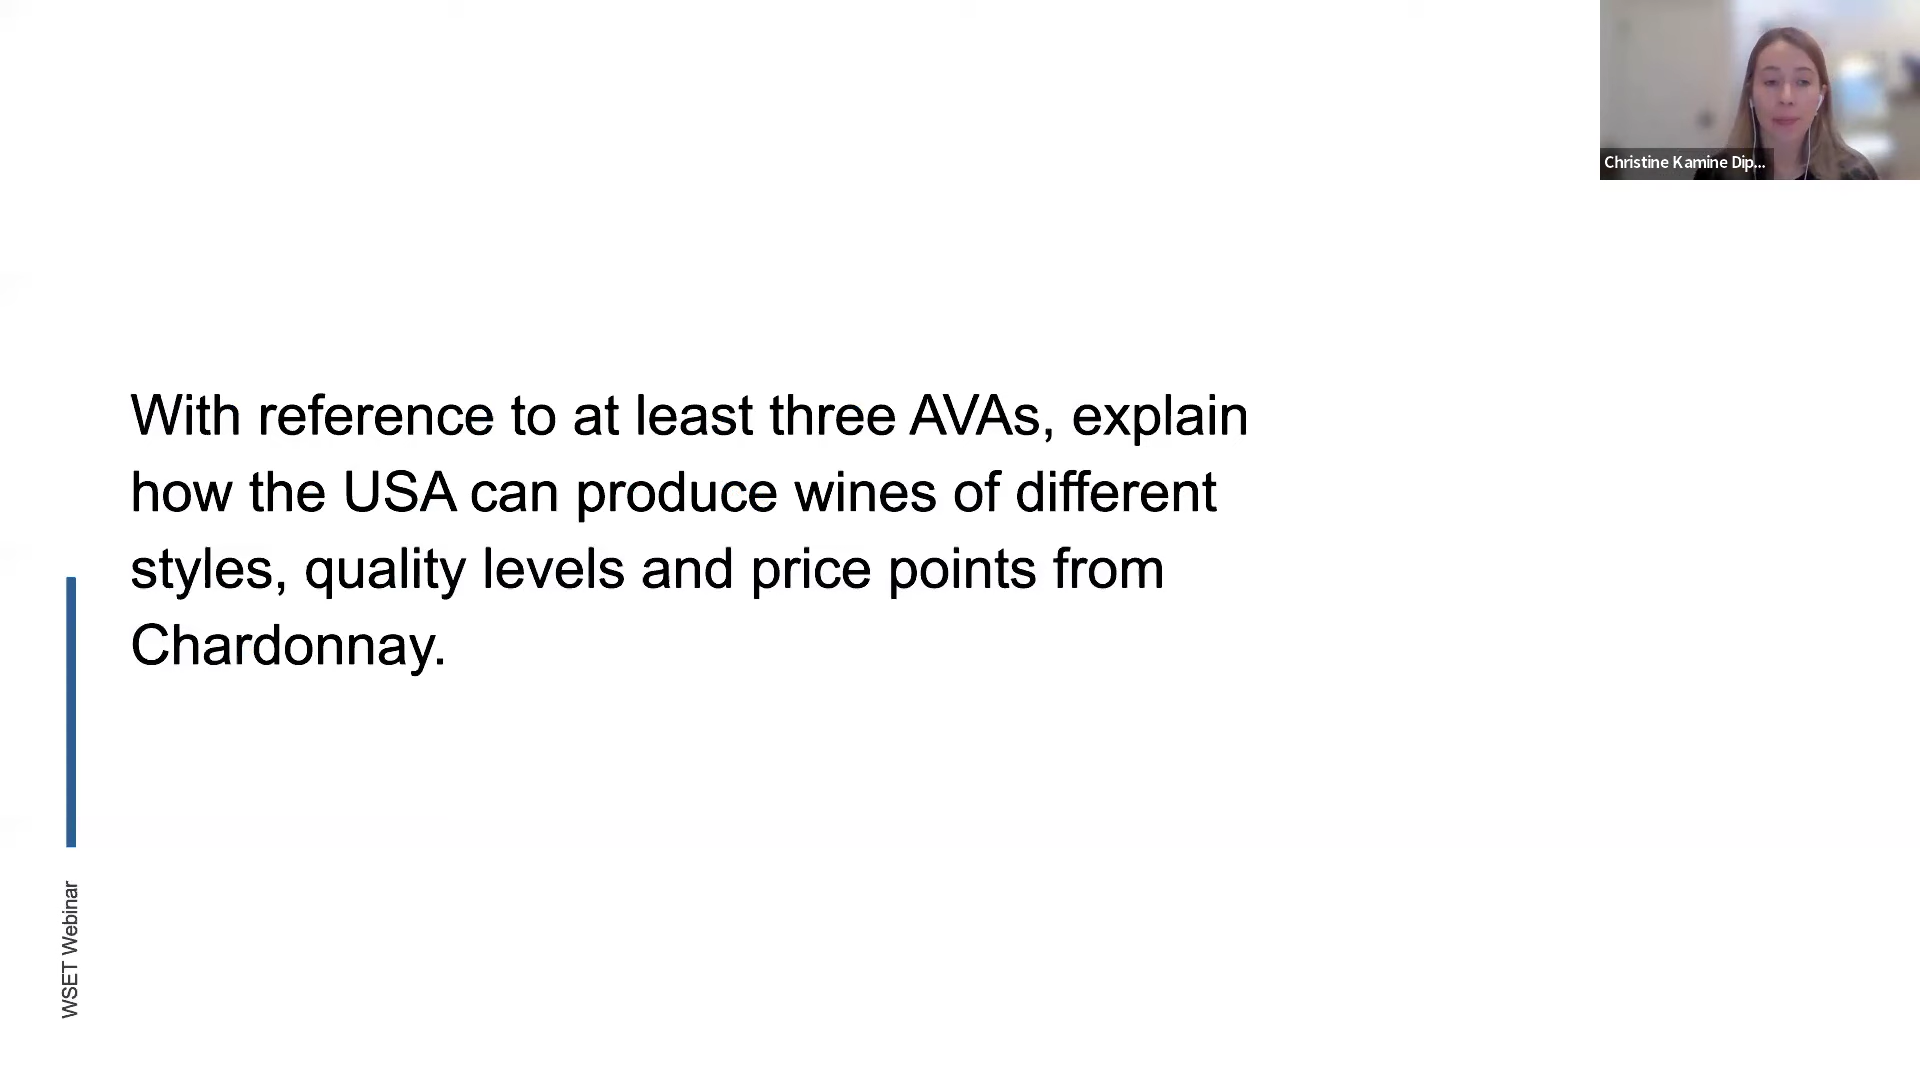 Christine Kamine Dip...
With reference to at least three AVAs, explain
how the USA can produce wines of different
styles, quality levels and price points from
Chardonnay.
WSET Webinar